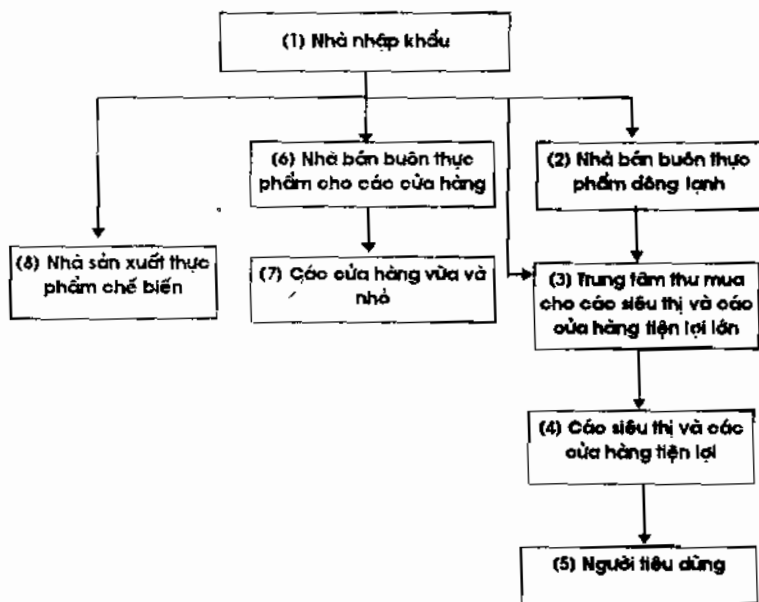 (1) Nhà nhập khẩu
(6) Nhà bán buôn thực
phẩm cho các cửa hàng
(2) Nhà bán buôn thực
phẩm đông lạnh
(8) Nhà sản xuất thực
phẩm chế biến
(7) Các cửa hàng vừa và
nhỏ
(3) Trung tâm thu mua
cho các siêu thị và các
cửa hàng tiện lợi lớn
(4) Các siêu thị và các
cửa hàng tiện lợi
(5) Người tiêu dùng